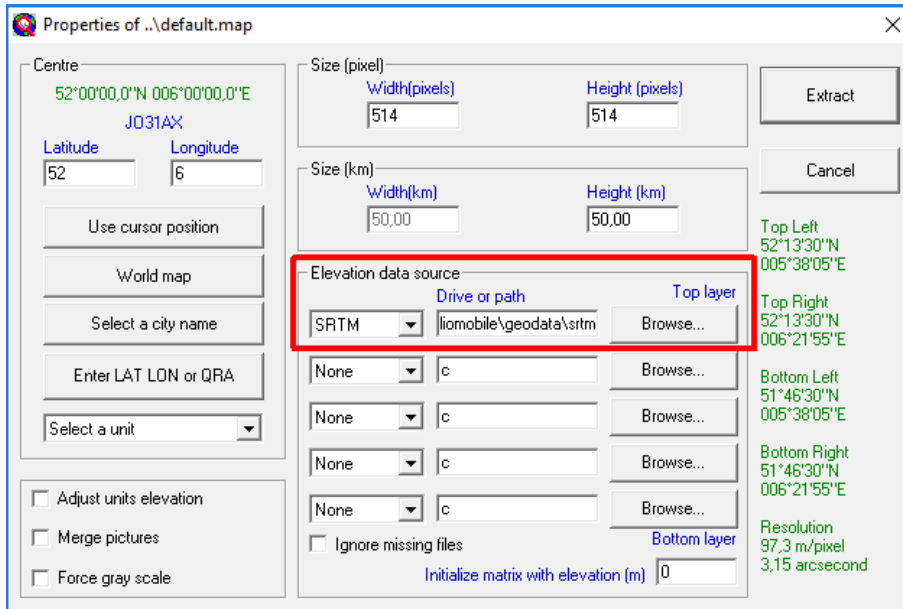 Properties of ..\default.map
Centre
52°00'00,0''N 006°00'00,0''E
JO31AX
Latitude Longitude
52 6
Use cursor position
World map
Select a city name
Enter LAT LON or QRA
Select a unit
Adjust units elevation
Merge pictures
Force gray scale
Size (pixel)
Width(pixels) Height (pixels)
514 514
Size (km)
Width(km) Height (km)
50,00 50,00
Elevation data source
Drive or path Top layer
SRTM liomobile\geodata\srtm Browse...
None c Browse...
None c Browse...
None c Browse...
None c Browse...
Ignore missing files Bottom layer
Initialize matrix with elevation (m) 0
Extract
Cancel
Top Left
52°13'30''N
005°38'05''E
Top Right
52°13'30''N
006°21'55''E
Bottom Left
51°46'30''N
005°38'05''E
Bottom Right
51°46'30''N
006°21'55''E
Resolution
97,3 m/pixel
3,15 arcsecond